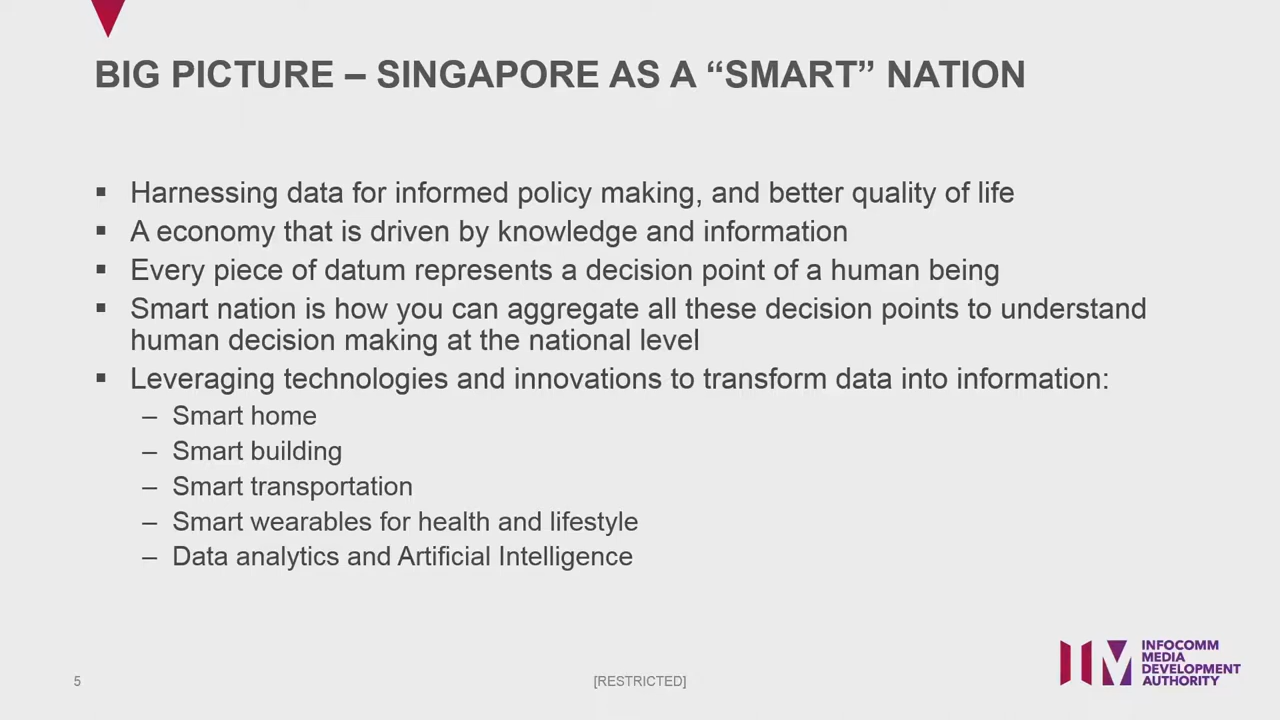 BIG PICTURE – SINGAPORE AS A “SMART” NATION
▪ Harnessing data for informed policy making, and better quality of life
▪ A economy that is driven by knowledge and information
▪ Every piece of datum represents a decision point of a human being
▪ Smart nation is how you can aggregate all these decision points to understand
human decision making at the national level
▪ Leveraging technologies and innovations to transform data into information:
– Smart home
– Smart building
– Smart transportation
– Smart wearables for health and lifestyle
– Data analytics and Artificial Intelligence
5
[RESTRICTED]
INFOCOMM
MEDIA
DEVELOPMENT
AUTHORITY